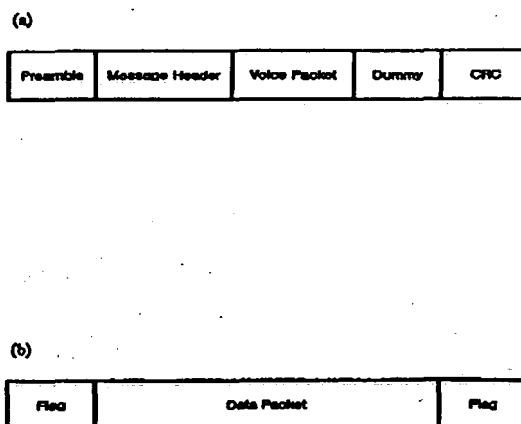 (a)
Preamble Message Header Voice Packet Dummy CRC
(b)
Flag Data Packet Flag